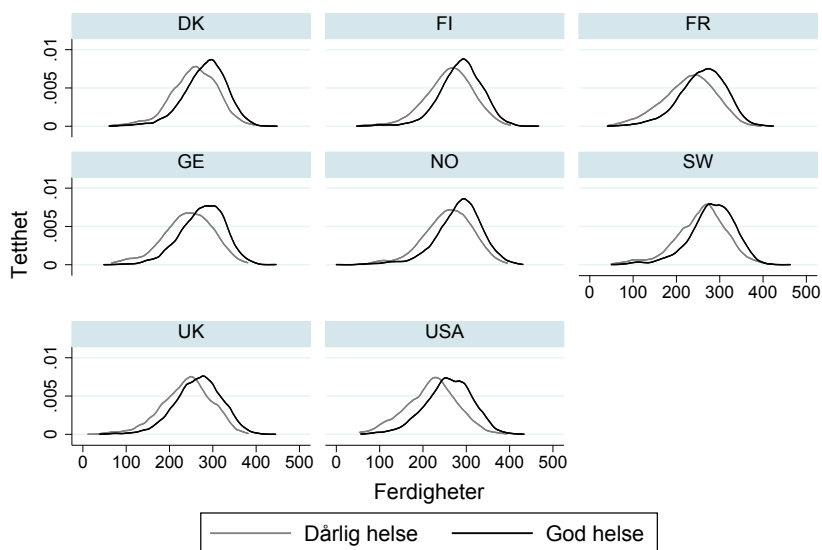 DK FI FR
.01
.005
0
GE NO SW
.01
.005
0
0 100 200 300 400 500
UK USA
.01
.005
0
0 100 200 300 400 500 0 100 200 300 400 500
Tetthet
Ferdigheter
Dårlig helse God helse